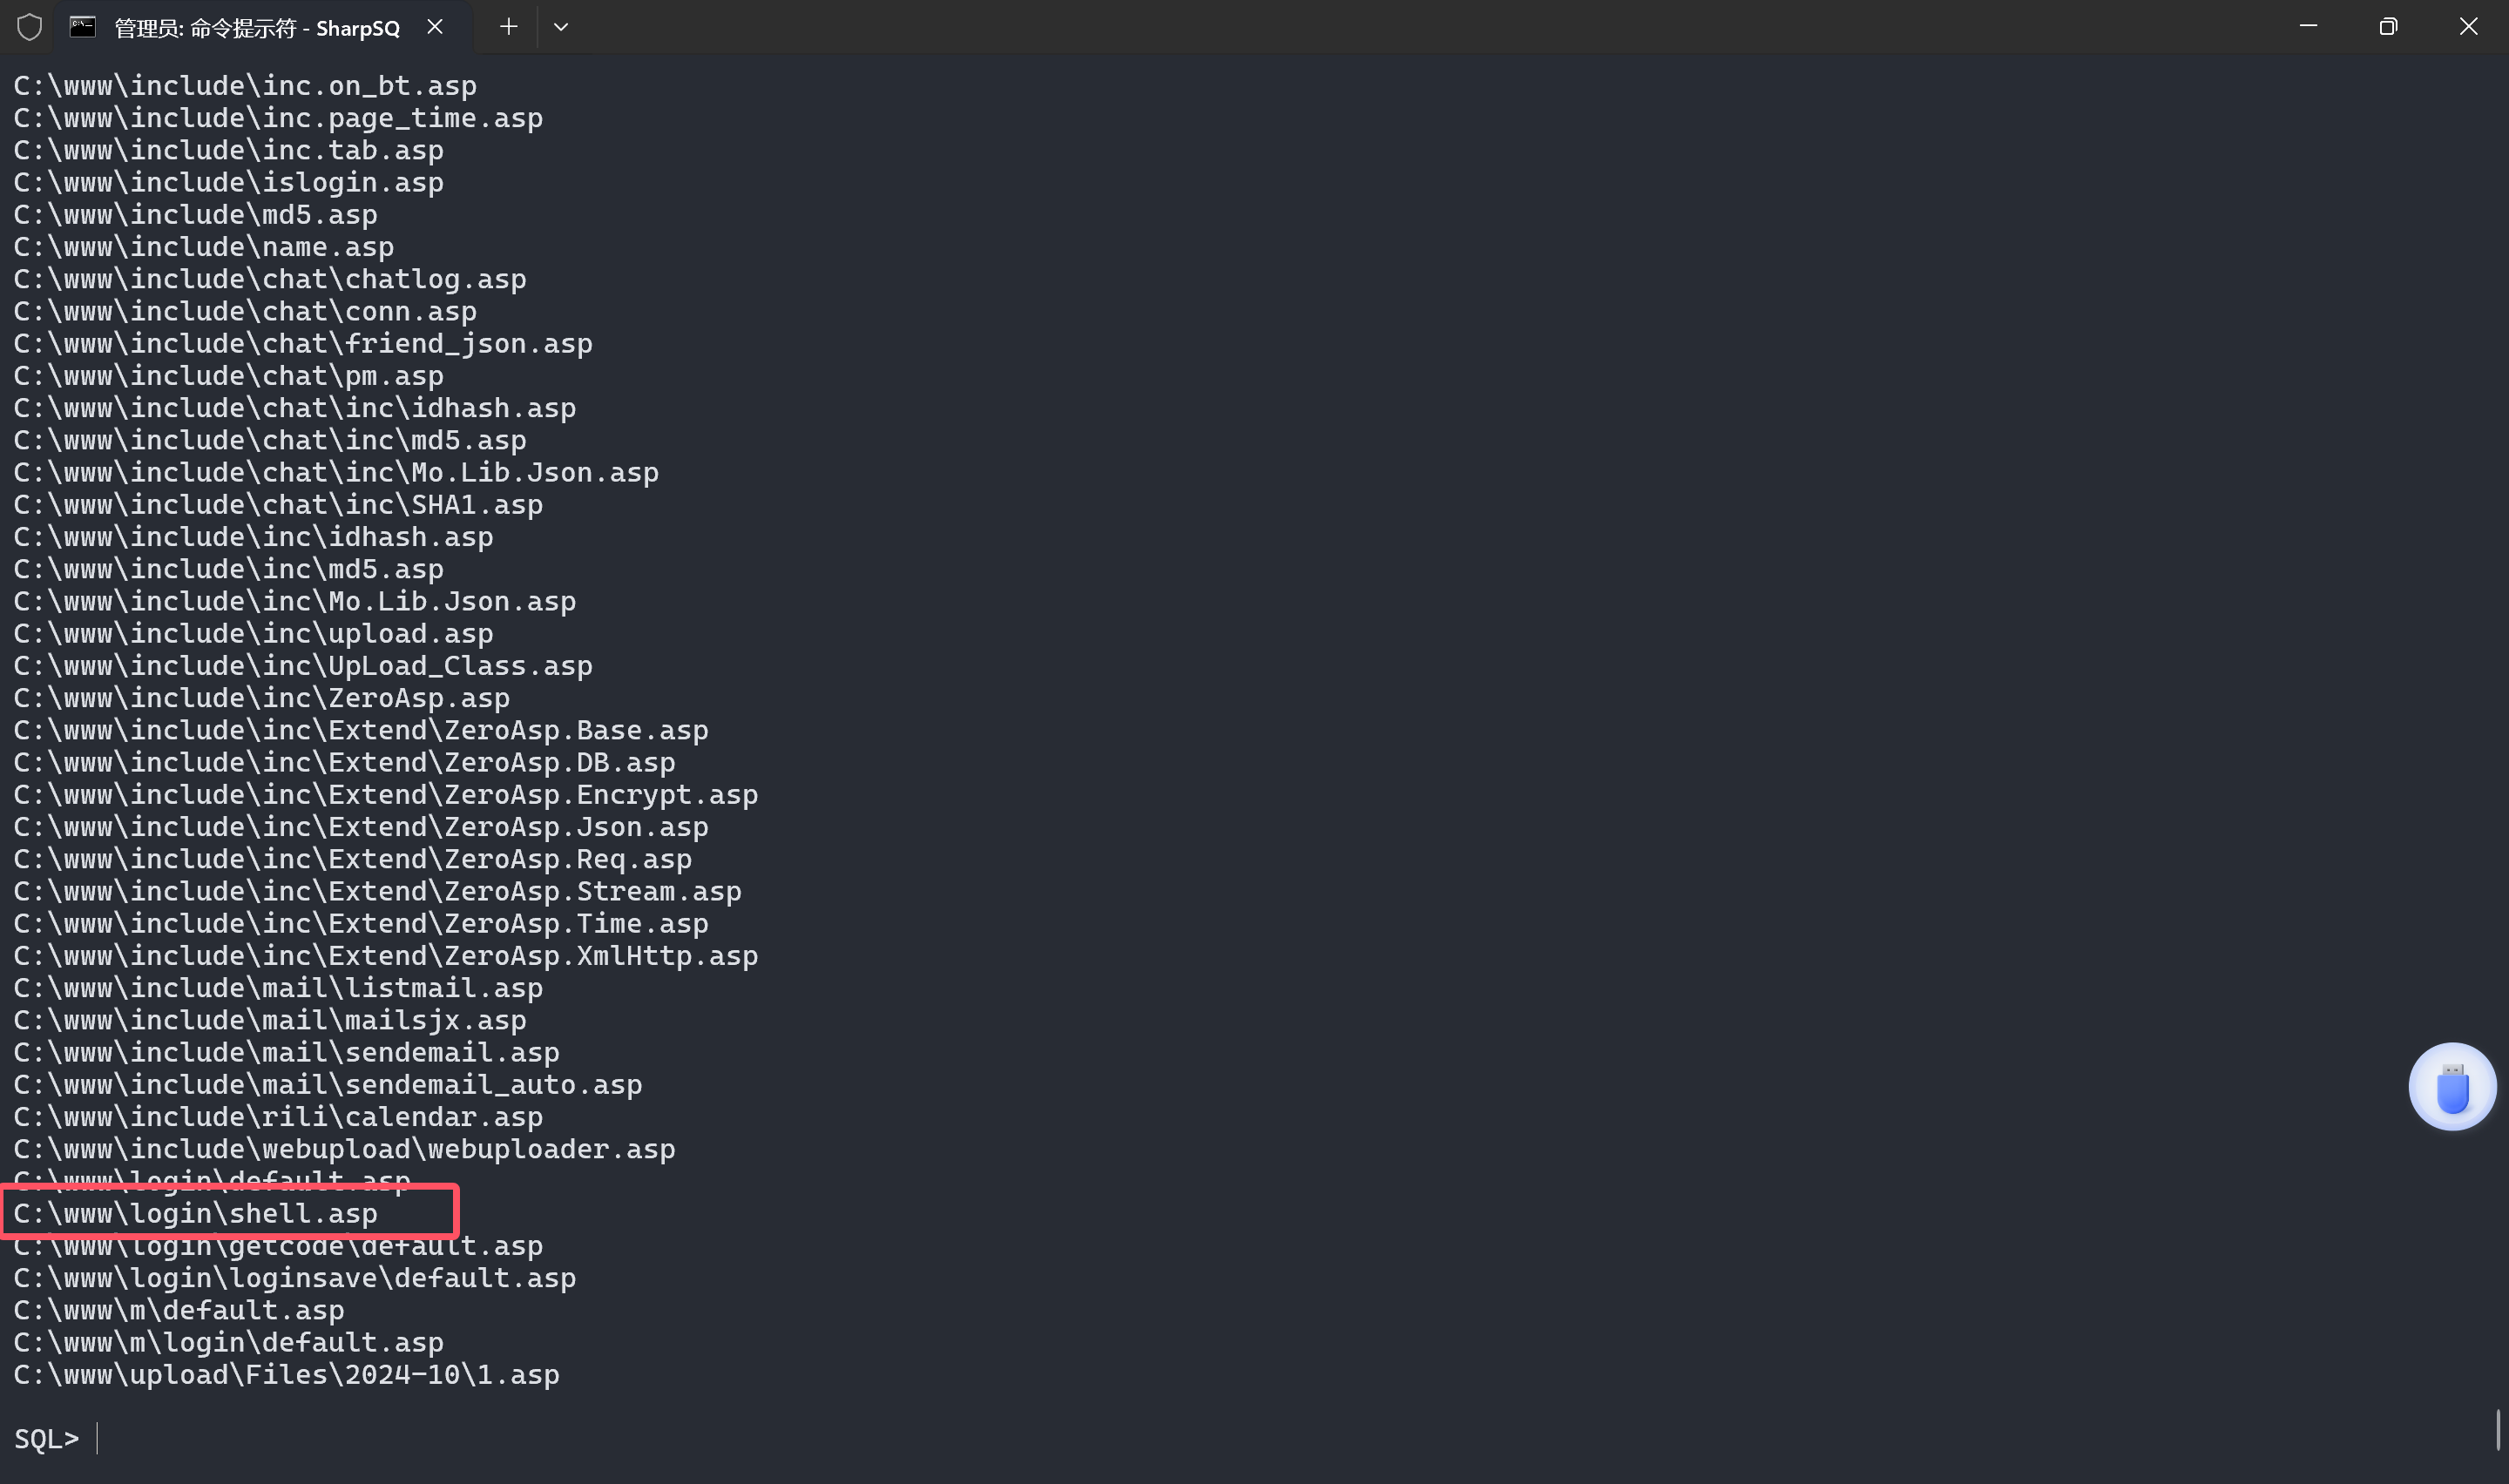 管理员: 命令提示符 - SharpSQ
C:\www\include\inc.on_bt.asp
C:\www\include\inc.page_time.asp
C:\www\include\inc.tab.asp
C:\www\include\islogin.asp
C:\www\include\md5.asp
C:\www\include\name.asp
C:\www\include\chat\chatlog.asp
C:\www\include\chat\conn.asp
C:\www\include\chat\friend_json.asp
C:\www\include\chat\pm.asp
C:\www\include\chat\inc\idhash.asp
C:\www\include\chat\inc\md5.asp
C:\www\include\chat\inc\Mo.Lib.Json.asp
C:\www\include\chat\inc\SHA1.asp
C:\www\include\inc\idhash.asp
C:\www\include\inc\md5.asp
C:\www\include\inc\Mo.Lib.Json.asp
C:\www\include\inc\upload.asp
C:\www\include\inc\UpLoad_Class.asp
C:\www\include\inc\ZeroAsp.asp
C:\www\include\inc\Extend\ZeroAsp.Base.asp
C:\www\include\inc\Extend\ZeroAsp.DB.asp
C:\www\include\inc\Extend\ZeroAsp.Encrypt.asp
C:\www\include\inc\Extend\ZeroAsp.Json.asp
C:\www\include\inc\Extend\ZeroAsp.Req.asp
C:\www\include\inc\Extend\ZeroAsp.Stream.asp
C:\www\include\inc\Extend\ZeroAsp.Time.asp
C:\www\include\inc\Extend\ZeroAsp.XmlHttp.asp
C:\www\include\mail\listmail.asp
C:\www\include\mail\mailsjx.asp
C:\www\include\mail\sendemail.asp
C:\www\include\mail\sendemail_auto.asp
C:\www\include\rili\calendar.asp
C:\www\include\webupload\webuploader.asp
C:\www\login\default.asp
C:\www\login\shell.asp
C:\www\login\getcode\default.asp
C:\www\login\loginsave\default.asp
C:\www\m\default.asp
C:\www\m\login\default.asp
C:\www\upload\Files\2024-10\1.asp
SQL>